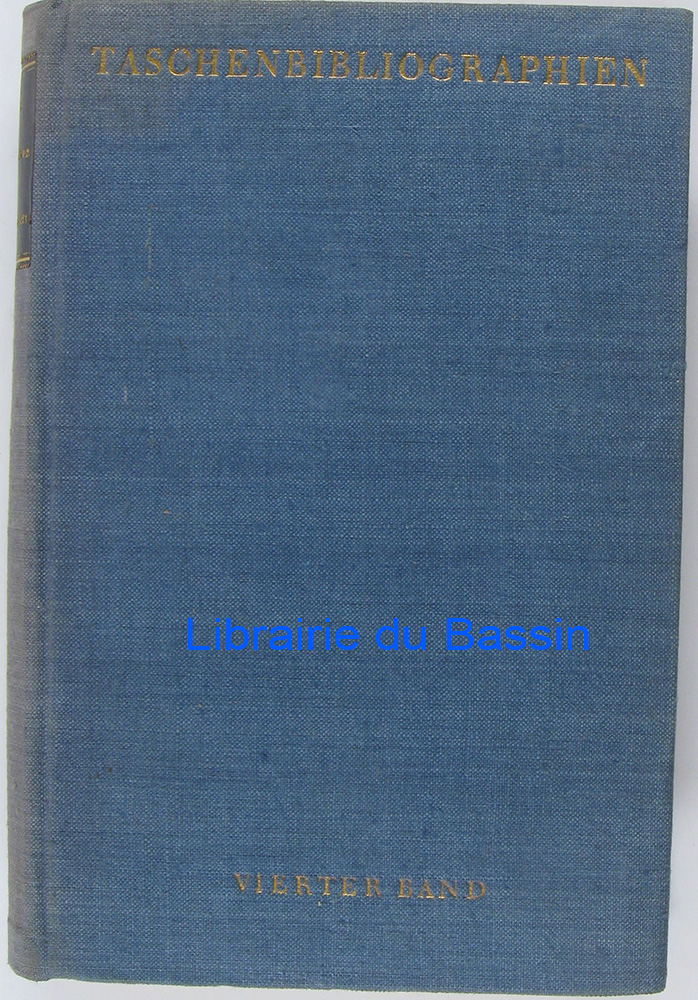 TASCHENBIBLIOGRAPHIEN
Librairie du Bassin
VIERTER BAND